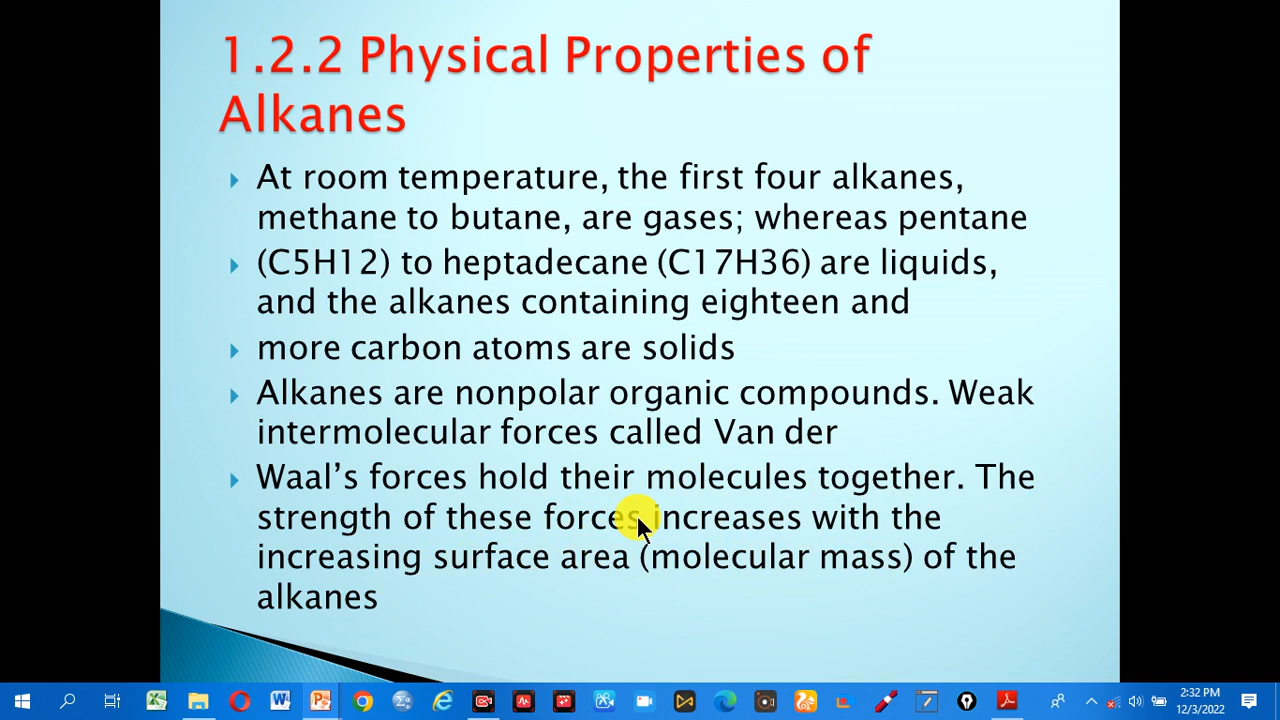 1.2.2 Physical Properties of
Alkanes
At room temperature, the first four alkanes,
methane to butane, are gases; whereas pentane
(C5H12) to heptadecane (C17H36) are liquids,
and the alkanes containing eighteen and
more carbon atoms are solids
Alkanes are nonpolar organic compounds. Weak
intermolecular forces called Van der
Waal’s forces hold their molecules together. The
strength of these forces increases with the
increasing surface area (molecular mass) of the
alkanes
2:32 PM
12/3/2022